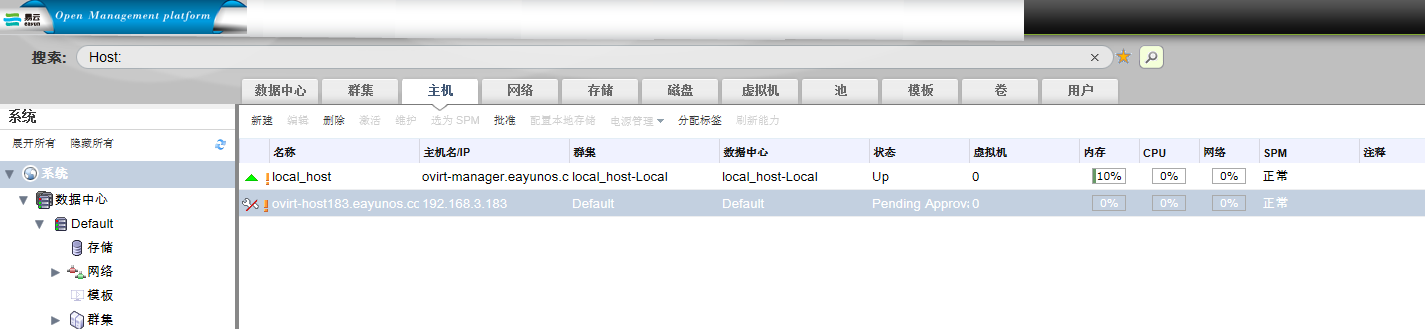 易云
eayun
Open Management platform
搜索: Host:
数据中心 群集 主机 网络 存储 磁盘 虚拟机 池 模板 卷 用户
系统
新建 编辑 删除 激活 维护 选为 SPM 批准 配置本地存储 电源管理 分配标签 刷新能力
展开所有 隐藏所有
名称 主机名/IP 群集 数据中心 状态 虚拟机 内存 CPU 网络 SPM 注释
系统
local_host ovirt-manager.eayunos.c local_host-Local local_host-Local Up 0 10% 0% 0% 正常
数据中心
ovirt-host183.eayunos.cc 192.168.3.183 Default Default Pending Approva 0 0% 0% 0% 正常
Default
存储
网络
模板
群集